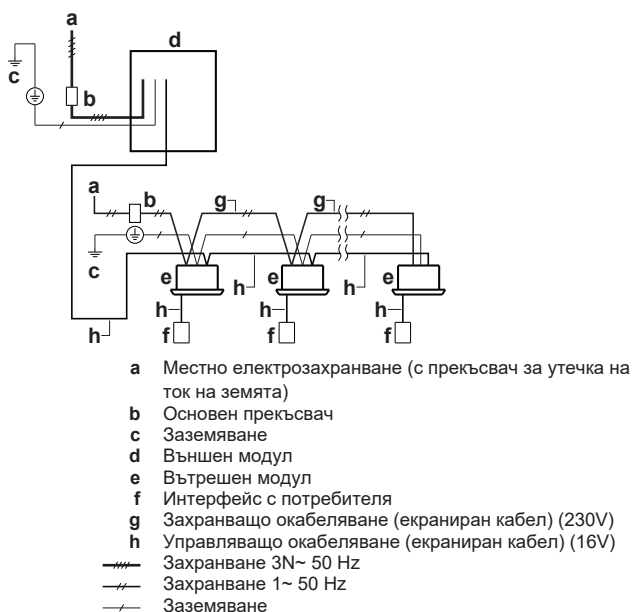 a
d
c
b
a
b
g
g
c
e
e
e
h
h
h
h
h
h
f
f
f
a Местно електрозахранване (с прекъсвач за утечка на
ток на земята)
b Основен прекъсвач
c Заземяване
d Външен модул
e Вътрешен модул
f Интерфейс с потребителя
g Захранващо окабеляване (екраниран кабел) (230V)
h Управляващо окабеляване (екраниран кабел) (16V)
Захранване 3N~ 50 Hz
Захранване 1~ 50 Hz
Заземяване